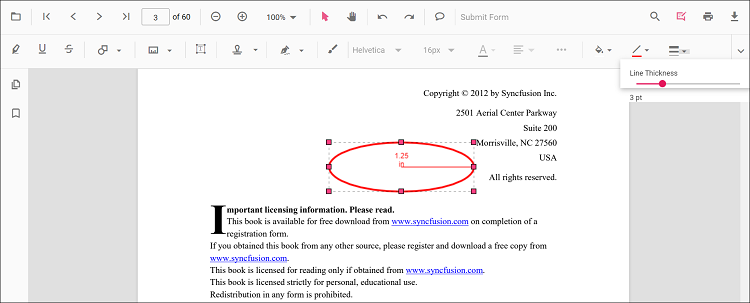 3 of 60 100% Submit Form
Helvetica 16px A
Line Thickness
3 pt
Copyright © 2012 by Syncfusion Inc.
2501 Aerial Center Parkway
Suite 200
Morrisville, NC 27560
USA
All rights reserved.
1.25
in
Important licensing information. Please read.
This book is available for free download from www.syncfusion.com on completion of a
registration form.
If you obtained this book from any other source, please register and download a free copy from
www.syncfusion.com.
This book is licensed for reading only if obtained from www.syncfusion.com.
This book is licensed strictly for personal, educational use.
Redistribution in any form is prohibited.